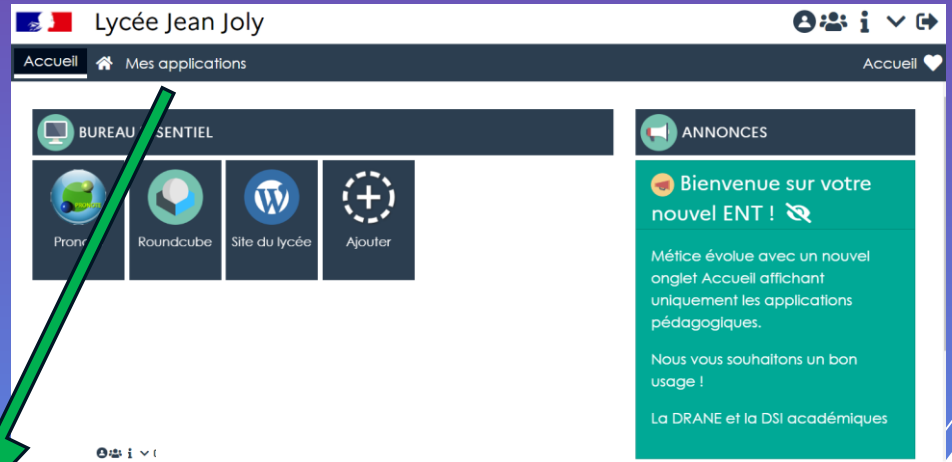 Lycée Jean Joly
Accueil Mes applications Accueil
BUREAU
ANNONCES
Roundcube Site du lycée Ajouter
Bienvenue sur votre
nouvel ENT !
Métice évolue avec un nouvel
onglet Accueil affichant
uniquement les applications
pédagogiques.
Nous vous souhaitons un bon
usage !
La DRANE et la DSI académiques